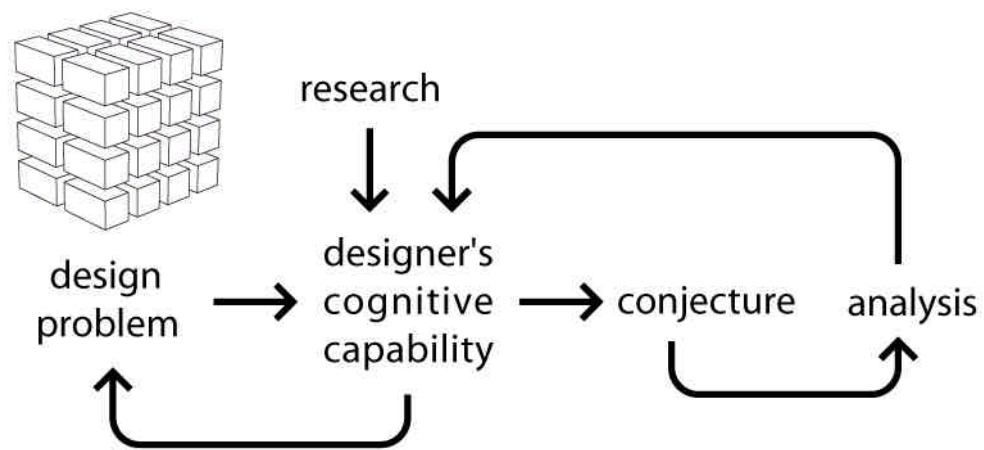 research
design
problem
designer's
cognitive
capability
conjecture
analysis